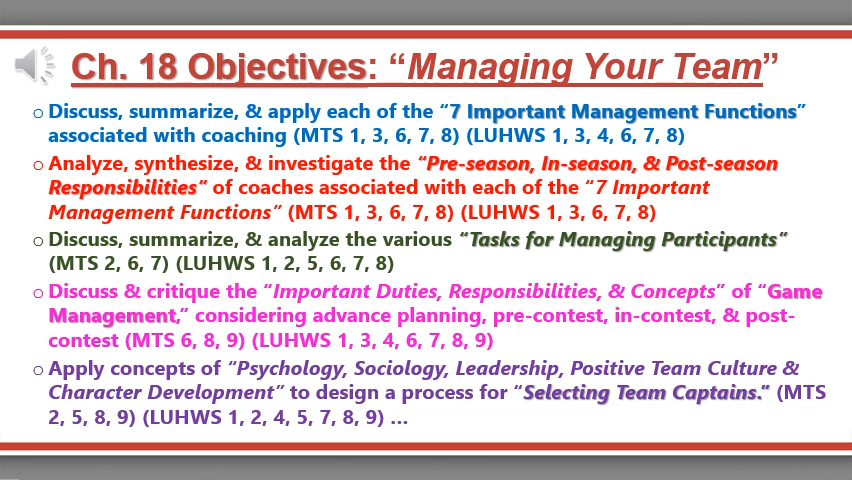 Ch. 18 Objectives: “Managing Your Team”
o Discuss, summarize, & apply each of the “7 Important Management Functions”
associated with coaching (MTS 1, 3, 6, 7, 8) (LUHWS 1, 3, 4, 6, 7, 8)
o Analyze, synthesize, & investigate the “Pre-season, In-season, & Post-season
Responsibilities“ of coaches associated with each of the “7 Important
Management Functions” (MTS 1, 3, 6, 7, 8) (LUHWS 1, 3, 6, 7, 8)
o Discuss, summarize, & analyze the various “Tasks for Managing Participants“
(MTS 2, 6, 7) (LUHWS 1, 2, 5, 6, 7, 8)
o Discuss & critique the “Important Duties, Responsibilities, & Concepts” of “Game
Management,” considering advance planning, pre-contest, in-contest, & post-
contest (MTS 6, 8, 9) (LUHWS 1, 3, 4, 6, 7, 8, 9)
o Apply concepts of “Psychology, Sociology, Leadership, Positive Team Culture &
Character Development” to design a process for “Selecting Team Captains.“ (MTS
2, 5, 8, 9) (LUHWS 1, 2, 4, 5, 7, 8, 9) …